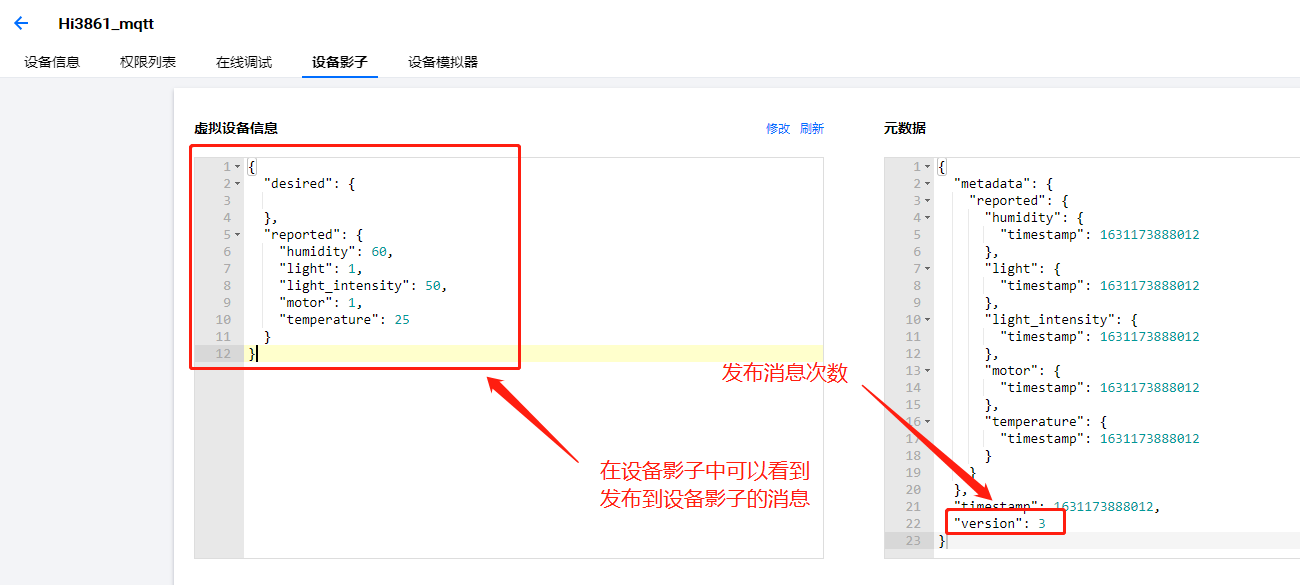 Hi3861_mqtt
设备信息 权限列表 在线调试 设备影子 设备模拟器
虚拟设备信息 修改 刷新
1 {
2 "desired": {
3
4 },
5 "reported": {
6 "humidity": 60,
7 "light": 1,
8 "light_intensity": 50,
9 "motor": 1,
10 "temperature": 25
11 }
12 }
在设备影子中可以看到
发布到设备影子的消息
元数据
1 {
2 "metadata": {
3 "reported": {
4 "humidity": {
5 "timestamp": 1631173888012
6 },
7 "light": {
8 "timestamp": 1631173888012
9 },
10 "light_intensity": {
11 "timestamp": 1631173888012
12 },
13 "motor": {
14 "timestamp": 1631173888012
15 },
16 "temperature": {
17 "timestamp": 1631173888012
18 }
19 }
20 },
21 "timestamp": 1631173888012,
22 "version": 3
23 }
发布消息次数